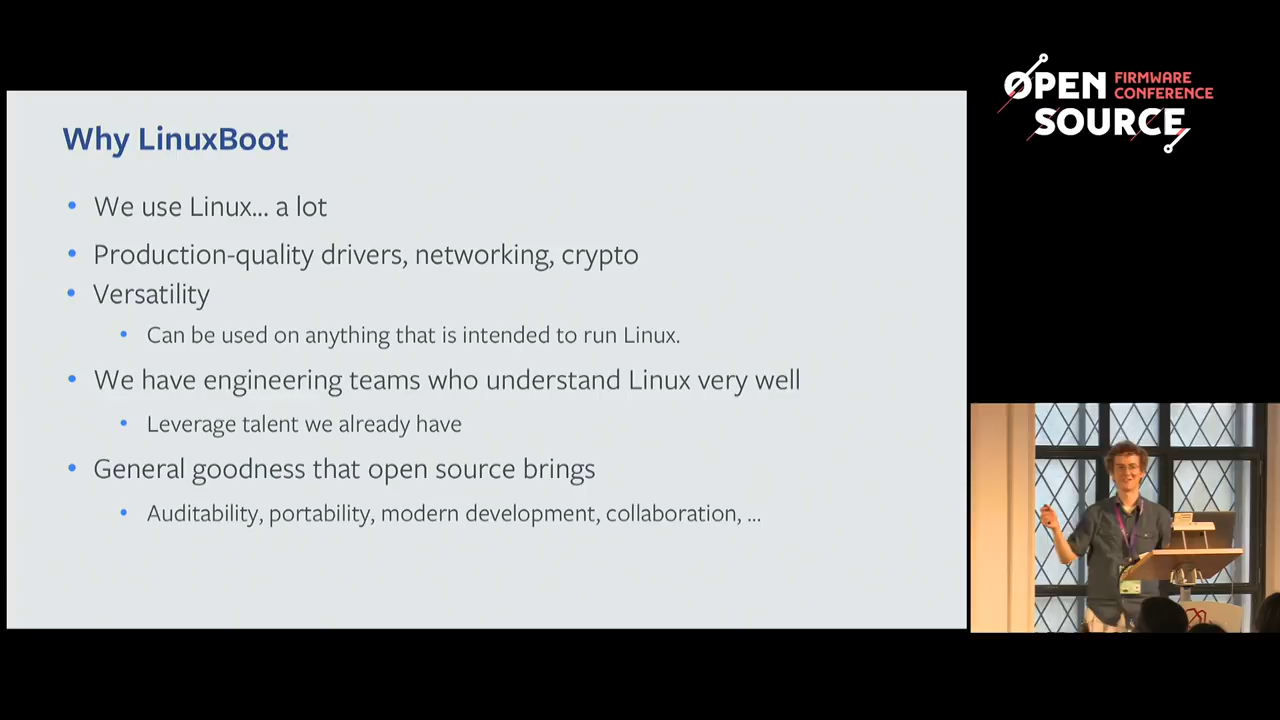 OPEN FIRMWARE
CONFERENCE
SOURCE
Why LinuxBoot
• We use Linux... a lot
• Production-quality drivers, networking, crypto
• Versatility
• Can be used on anything that is intended to run Linux.
• We have engineering teams who understand Linux very well
• Leverage talent we already have
• General goodness that open source brings
• Auditability, portability, modern development, collaboration, ...